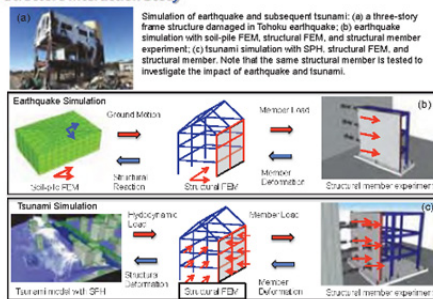 (a)
Simulation of earthquake and subsequent tsunami: (a) a three-story
frame structure damaged in Tohoku earthquake; (b) earthquake
simulation with soil-pile FEM, structural FEM, and structural member
experiment; (c) tsunami simulation with SPH, structural FEM, and
structural member. Note that the same structural member is tested to
investigate the impact of earthquake and tsunami.
Earthquake Simulation
Ground Motion
Member Load
(b)
Structural
Reaction
Member
Deformation
Soil-pile FEM
Structural FEM
Structural member experiment
Tsunami Simulation
Hydrodynamic
Load
Member Load
(c)
Structural
Deformation
Member
Deformation
Tsunami model with SPH
Structural FEM
Structural member experiment